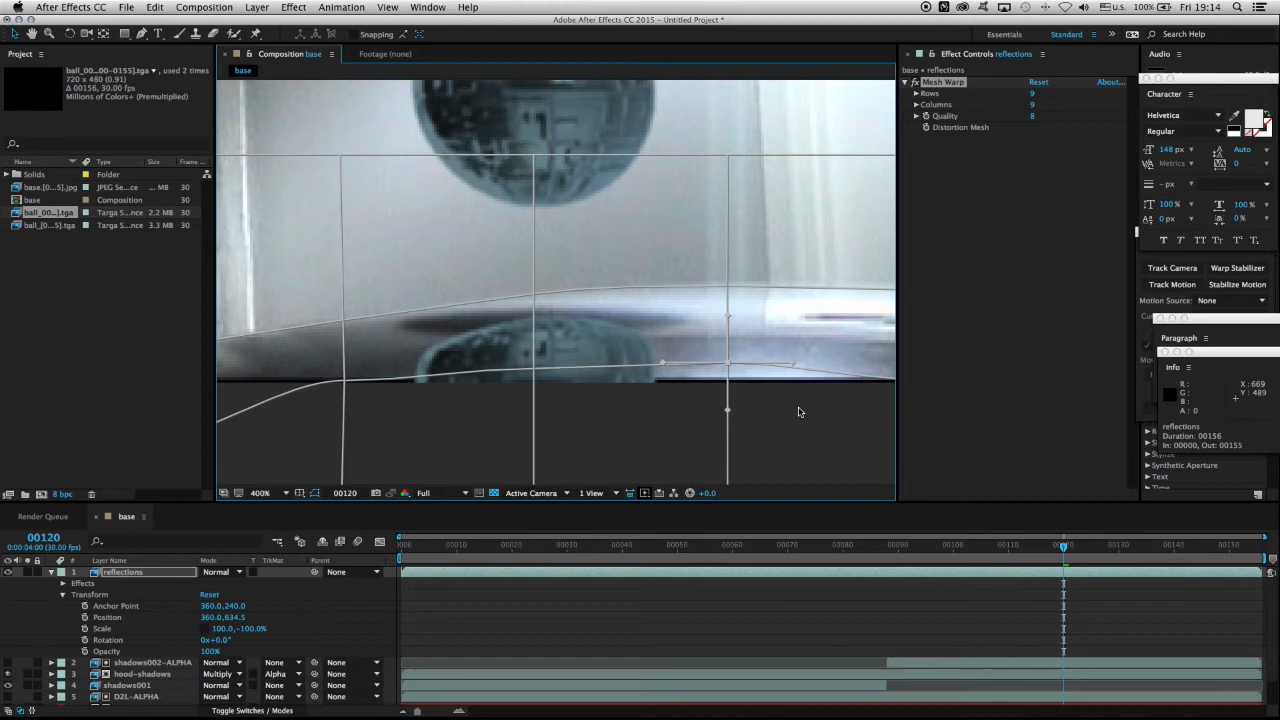 After Effects CC File Edit Composition Layer Effect Animation View Window Help U.S. 100% Fri 19:14
Adobe After Effects CC 2015 - Untitled Project *
Snapping Essentials Standard Search Help
Project Composition base Footage (none) Effect Controls reflections Audio
base
ball_00...00-0155].tga, used 2 times
720 x 480 (0.91)
Δ 00156, 30.00 fps
Millions of Colors+ (Premultiplied)
base • reflections
fx Mesh Warp Reset About...
Rows 9
Columns 9
Quality 8
Distortion Mesh
Character
Helvetica
Regular
148 px Auto
Metrics 0
- px
100 % 100 %
0 px 0 %
T T TT TT T¹ T₁
Name Type Size Frame ...
Solids Folder
base.[0...5].jpg JPEG Se...ce ... MB 30
base Composition 30
ball_00...].tga Targa S...nce 2.2 MB 30
ball_[0...5].tga Targa S...nce 3.3 MB 30
Track Camera Warp Stabilizer
Track Motion Stabilize Motion
Motion Source: None
Paragraph
Info
R : X : 669
G : Y : 489
B :
A : 0
reflections
Duration: 00156
In: 00000, Out: 00155
Synthetic Aperture
Time
8 bpc
400% 00120 Full Active Camera 1 View +0.0
Render Queue base
00120
0:00:04:00 (30.00 fps)
0000 00010 00020 00030 00040 00050 00060 00070 00080 00090 00100 00110 00130 00150
# Layer Name Mode T TrkMat Parent
1 reflections Normal None
Effects
Transform Reset
Anchor Point 360.0,240.0
Position 360.0,634.5
Scale 100.0,-100.0%
Rotation 0x+0.0°
Opacity 100%
2 shadows002-ALPHA Normal None None
3 hood-shadows Multiply Alpha None
4 shadows001 Normal None None
5 D2L-ALPHA Normal None None
Toggle Switches / Modes